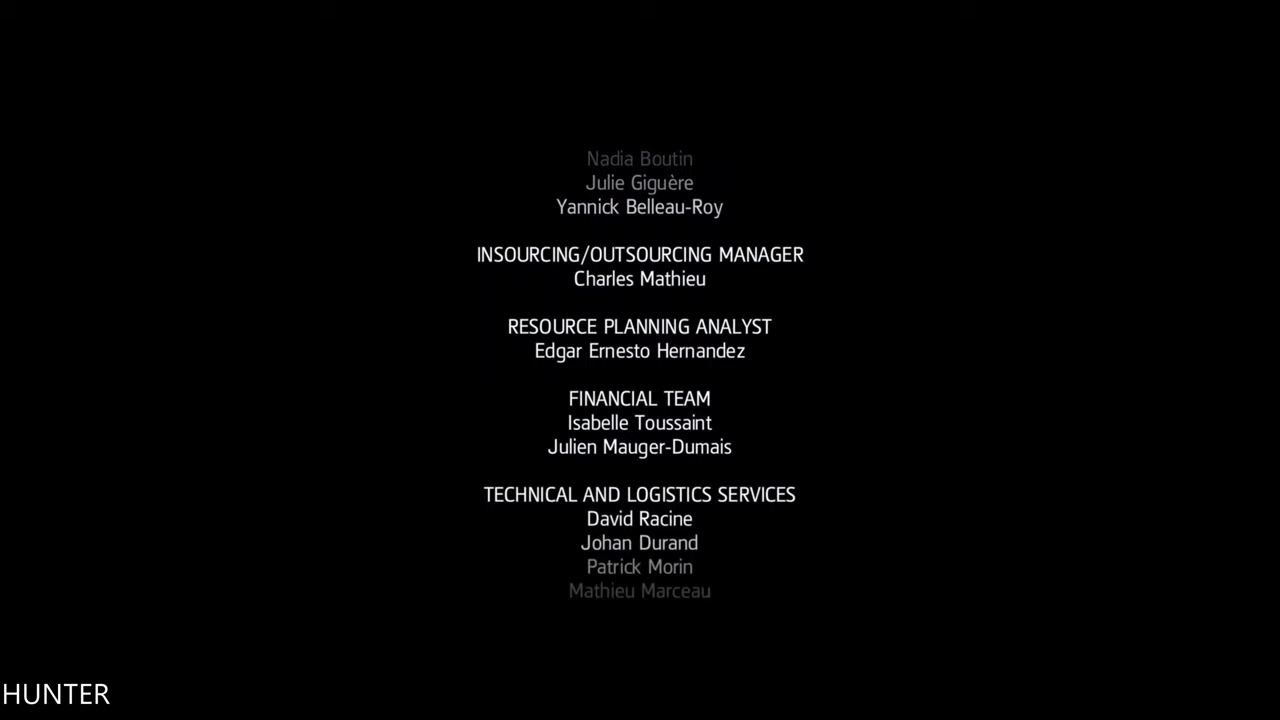 Nadia Boutin
Julie Giguère
Yannick Belleau-Roy
INSOURCING/OUTSOURCING MANAGER
Charles Mathieu
RESOURCE PLANNING ANALYST
Edgar Ernesto Hernandez
FINANCIAL TEAM
Isabelle Toussaint
Julien Mauger-Dumais
TECHNICAL AND LOGISTICS SERVICES
David Racine
Johan Durand
Patrick Morin
Mathieu Marceau
HUNTER